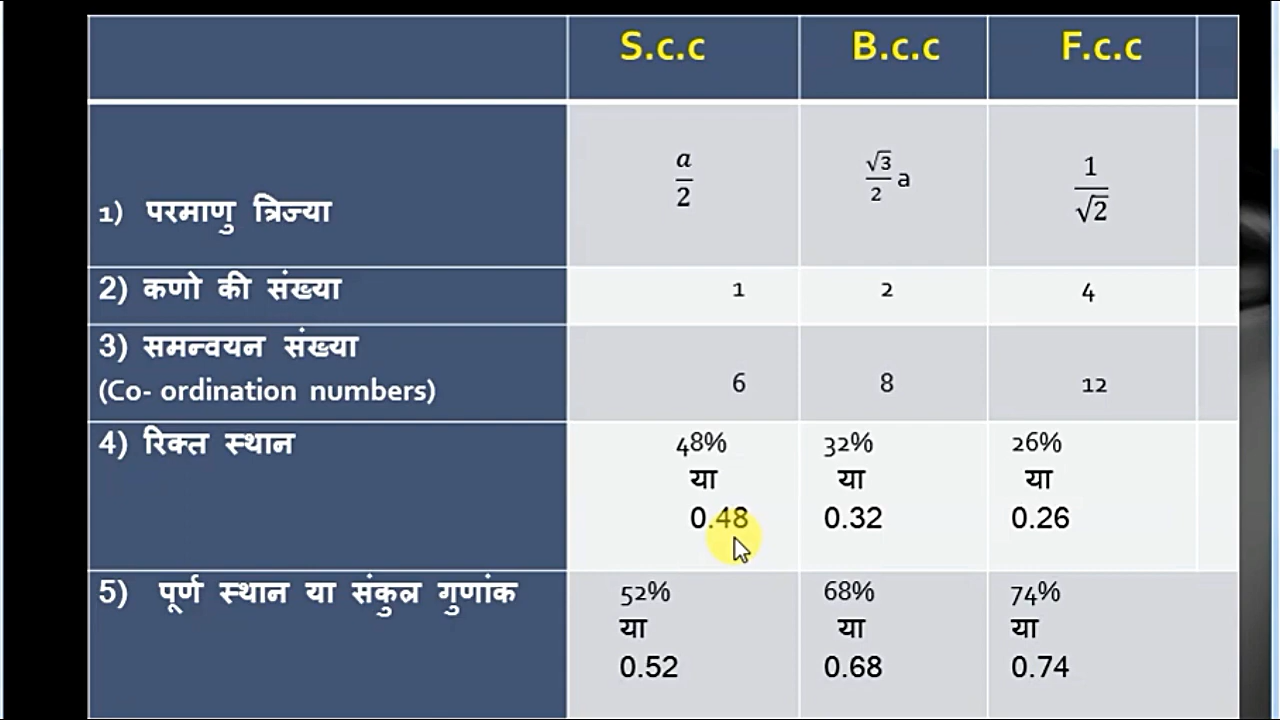 S.c.c B.c.c F.c.c
1) परमाणु त्रिज्या a/2 √3/2 a 1/√2
2) कणो की संख्या 1 2 4
3) समन्वयन संख्या
(Co- ordination numbers) 6 8 12
4) रिक्त स्थान 48% 32% 26%
या या या
0.48 0.32 0.26
5) पूर्ण स्थान या संकुल गुणांक 52% 68% 74%
या या या
0.52 0.68 0.74